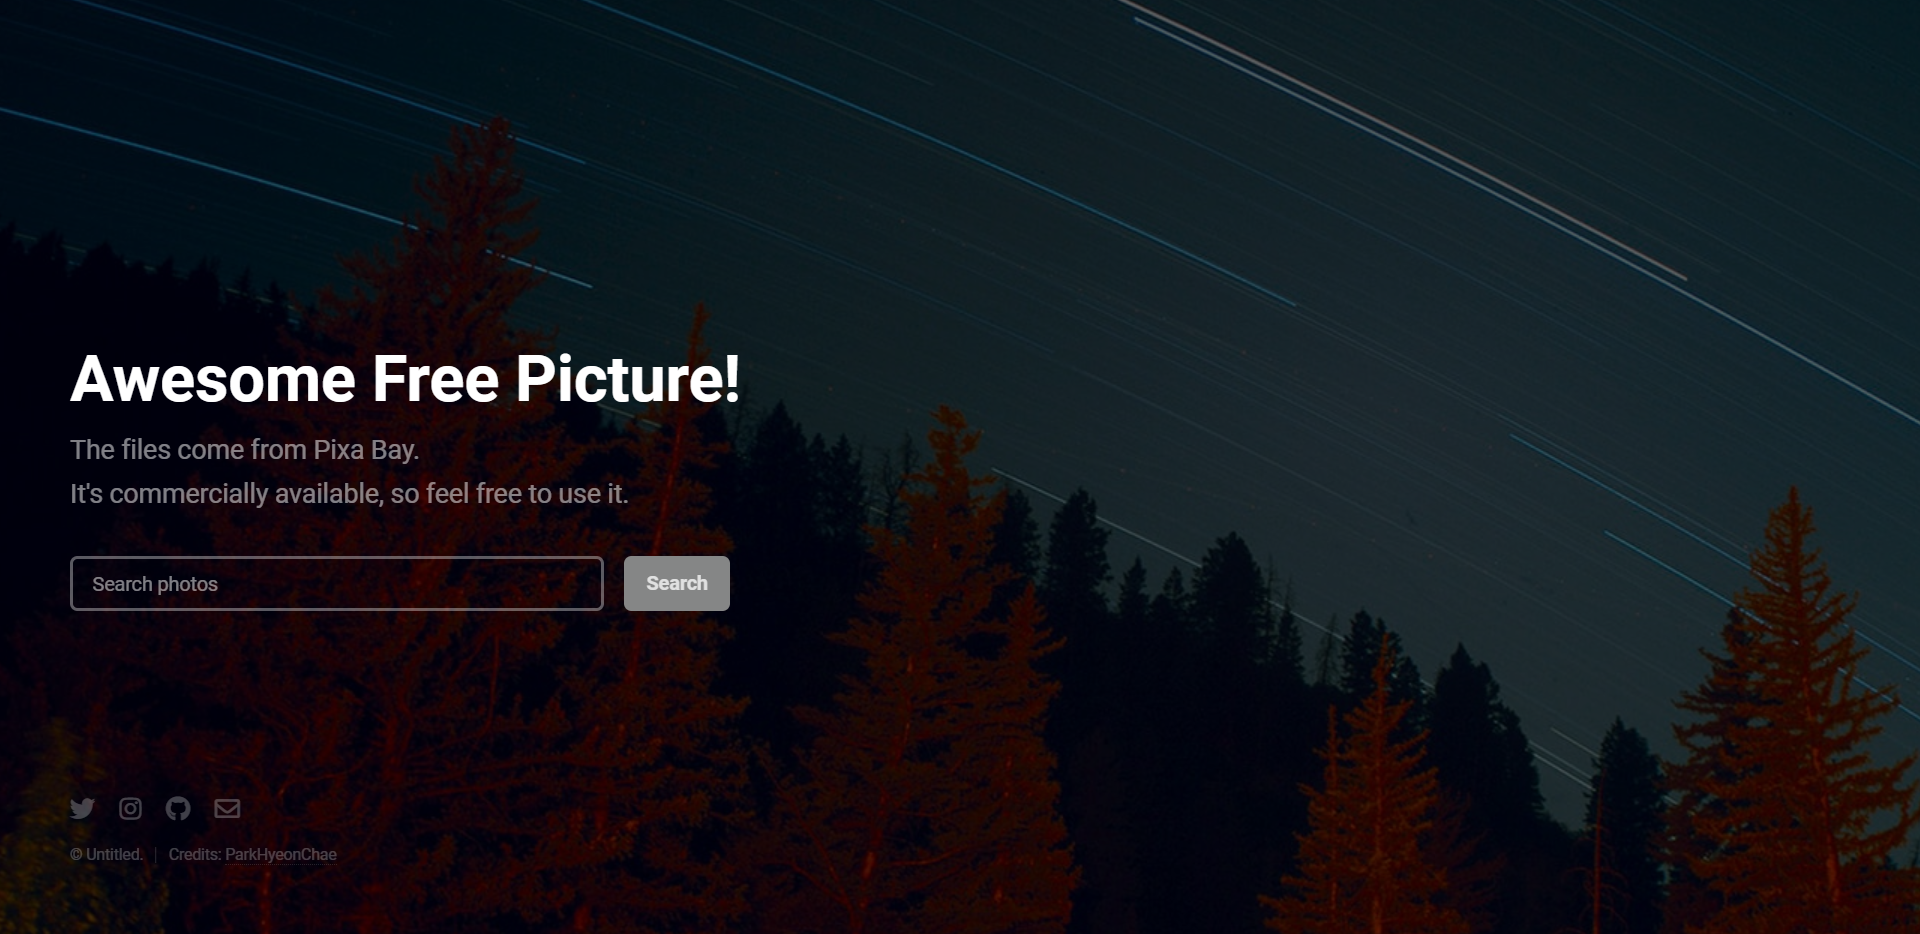 Awesome Free Picture!
The files come from Pixa Bay.
It's commercially available, so feel free to use it.
Search photos
Search
© Untitled.
Credits: ParkHyeonChae